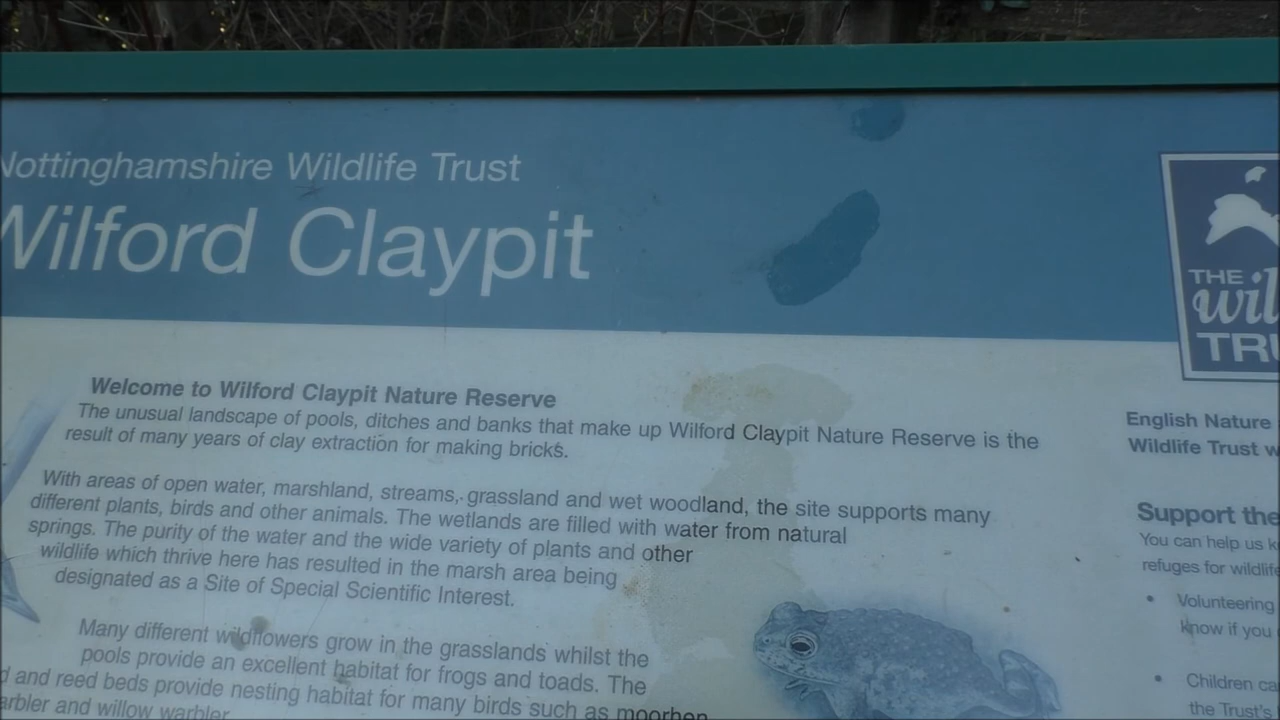 Nottinghamshire Wildlife Trust
Wilford Claypit
THE
wil
TRU
Welcome to Wilford Claypit Nature Reserve
The unusual landscape of pools, ditches and banks that make up Wilford Claypit Nature Reserve is the
result of many years of clay extraction for making bricks.
With areas of open water, marshland, streams, grassland and wet woodland, the site supports many
different plants, birds and other animals. The wetlands are filled with water from natural
springs. The purity of the water and the wide variety of plants and other
wildlife which thrive here has resulted in the marsh area being
designated as a Site of Special Scientific Interest.
Many different wildflowers grow in the grasslands whilst the
pools provide an excellent habitat for frogs and toads. The
and reed beds provide nesting habitat for many birds such as moorhen
and willow warbler
English Nature
Wildlife Trust
Support the
You can help us
refuges for wildlife
• Volunteering
know if you
• Children
the Trust's